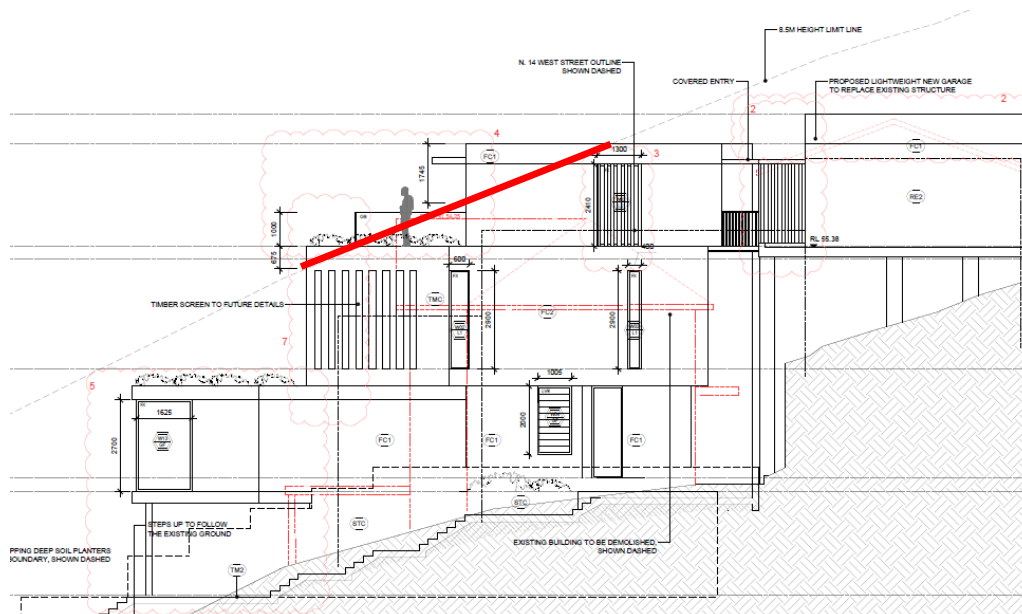 8.5M HEIGHT LIMIT LINE
N. 14 WEST STREET OUTLINE
SHOWN DASHED
COVERED ENTRY
PROPOSED LIGHTWEIGHT NEW GARAGE
TO REPLACE EXISTING STRUCTURE
2
2
4
1300
3
FC1
FC1
1745
2410
RE2
1000
RL 55.38
400
675
600
TIMBER SCREEN TO FUTURE DETAILS
TMC
FC2
2900
2900
7
5
1005
1625
2700
2000
FC1
FC1
FC1
STEPS UP TO FOLLOW
THE EXISTING GROUND
STC
STC
EXISTING BUILDING TO BE DEMOLISHED,
SHOWN DASHED
PPING DEEP SOIL PLANTERS
BOUNDARY, SHOWN DASHED
TM2